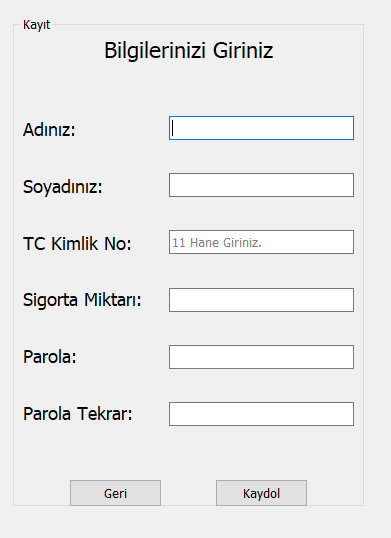 Kayıt
Bilgilerinizi Giriniz
Adınız:
Soyadınız:
TC Kimlik No: 11 Hane Giriniz.
Sigorta Miktarı:
Parola:
Parola Tekrar:
Geri Kaydol